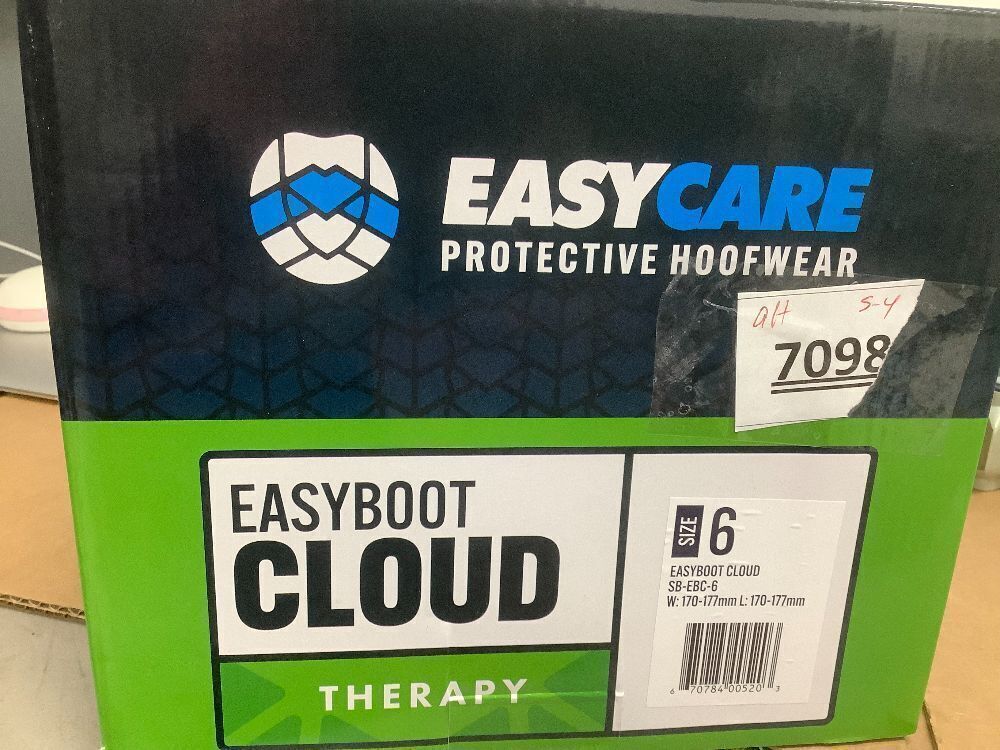 EASYCARE
PROTECTIVE HOOFWEAR
alt S-4
7098
EASYBOOT
CLOUD
THERAPY
SIZE 6
EASYBOOT CLOUD
SB-EBC-6
W: 170-177mm L: 170-177mm
6 70784 00520 3